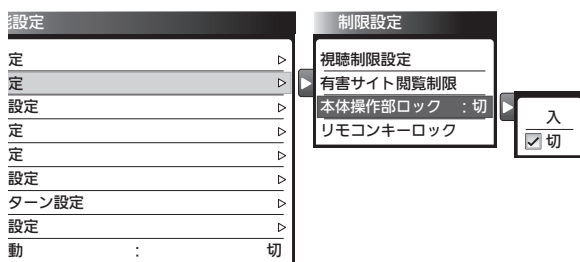 能設定
定
定
設定
定
定
設定
ターン設定
設定
動 : 切
制限設定
視聴制限設定
有害サイト閲覧制限
本体操作部ロック :切
リモコンキーロック
入
切